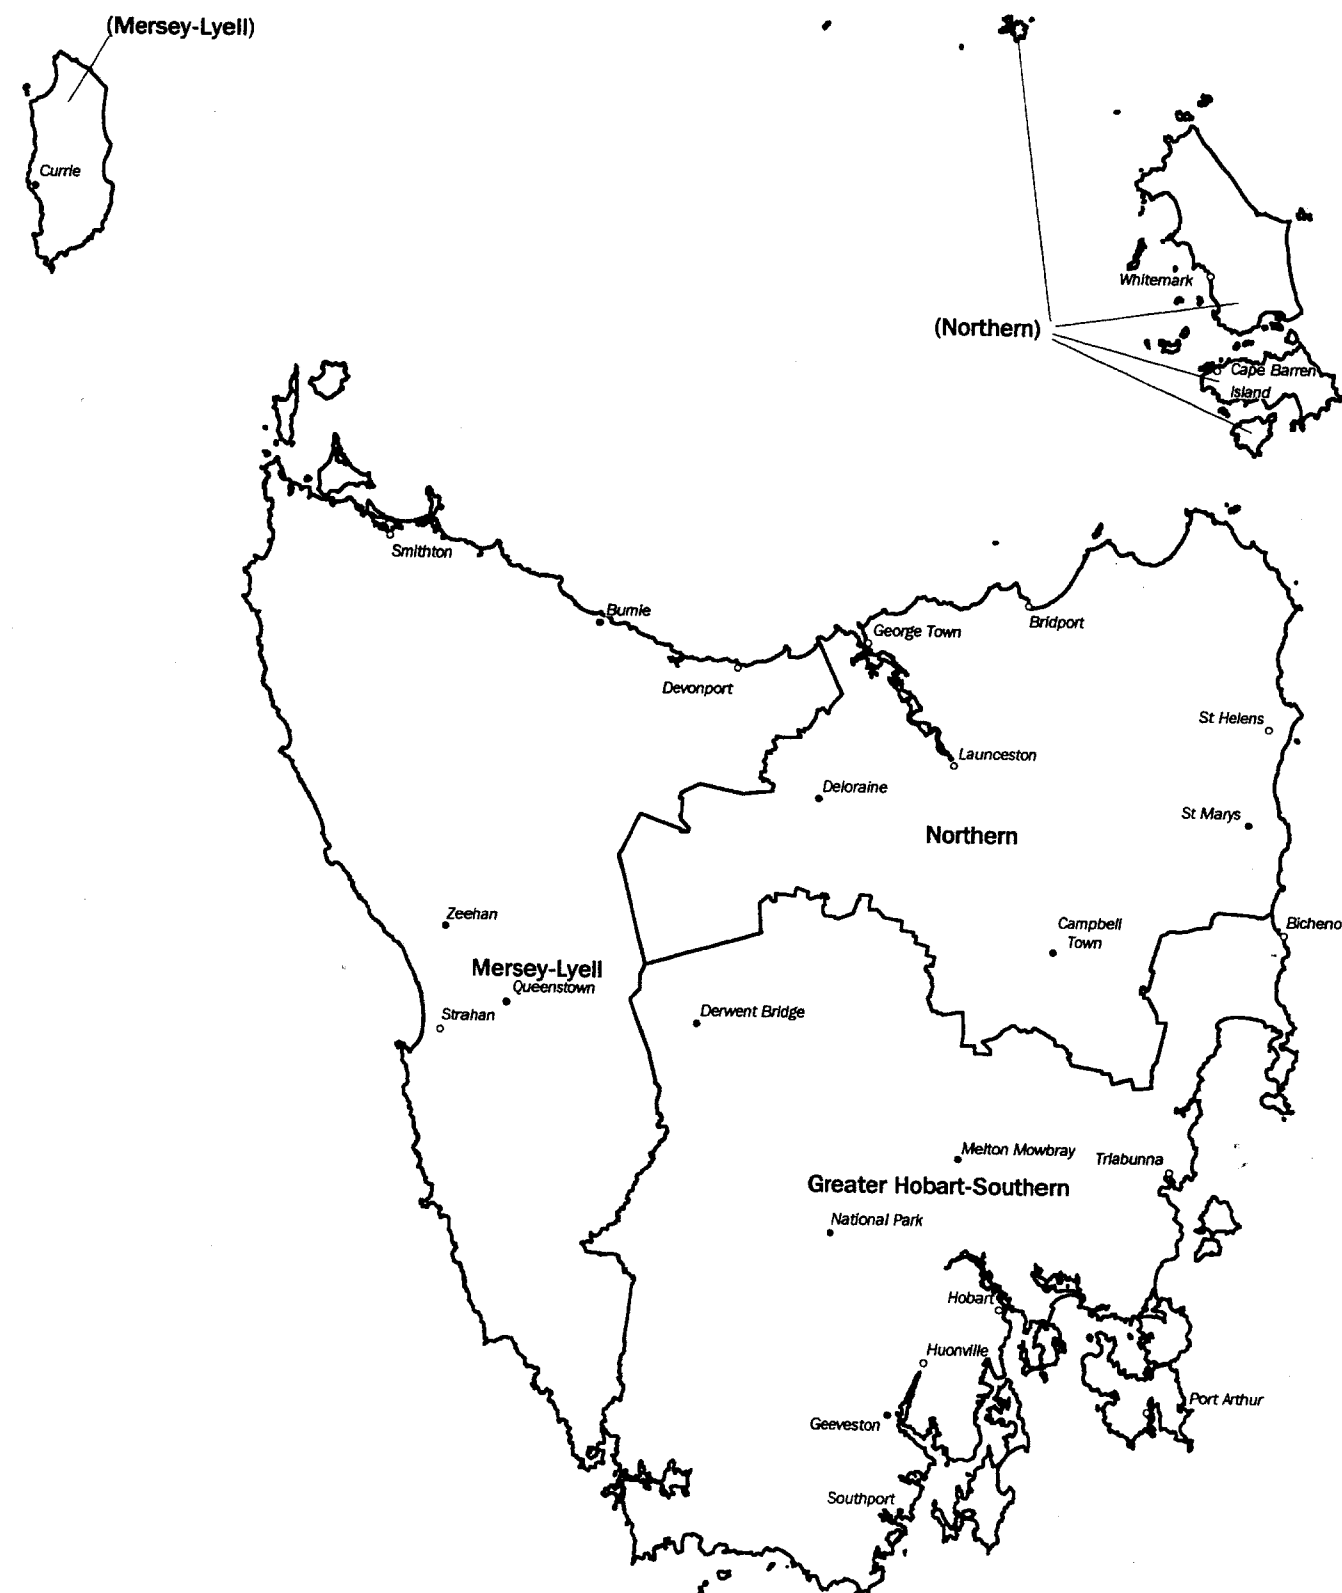 (Mersey-Lyell)
Currie
Whitemark
(Northern)
Cape Barren
Island
Smithton
Burnie
George Town
Bridport
Devonport
St Helens
Launceston
Deloraine
St Marys
Northern
Zeehan
Campbell
Town
Bicheno
Mersey-Lyell
Queenstown
Strahan
Derwent Bridge
Melton Mowbray
Triabunna
Greater Hobart-Southern
National Park
Hobart
Huonville
Port Arthur
Geeveston
Southport